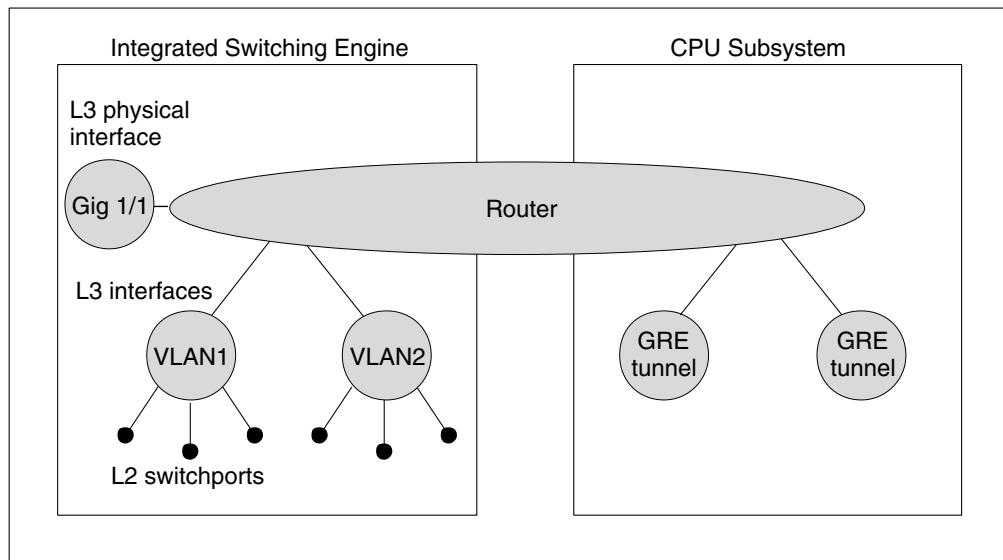 Integrated Switching Engine
CPU Subsystem
L3 physical
interface
Gig 1/1
Router
L3 interfaces
VLAN1
VLAN2
GRE
tunnel
GRE
tunnel
L2 switchports